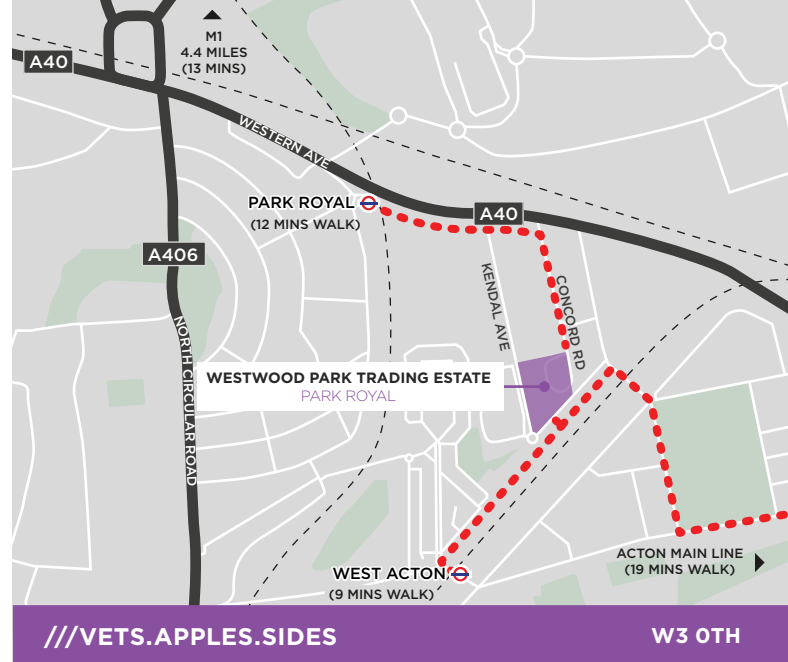 M1
4.4 MILES
(13 MINS)
A40
WESTERN AVE
PARK ROYAL
(12 MINS WALK)
A40
A406
KENDAL AVE
CONCORD RD
NORTH CIRCULAR ROAD
WESTWOOD PARK TRADING ESTATE
PARK ROYAL
ACTON MAIN LINE
(19 MINS WALK)
WEST ACTON
(9 MINS WALK)
///VETS.APPLES.SIDES
W3 0TH